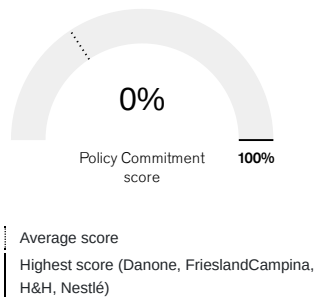 0%
Policy Commitment 100%
score
Average score
Highest score (Danone, FrieslandCampina,
H&H, Nestlé)